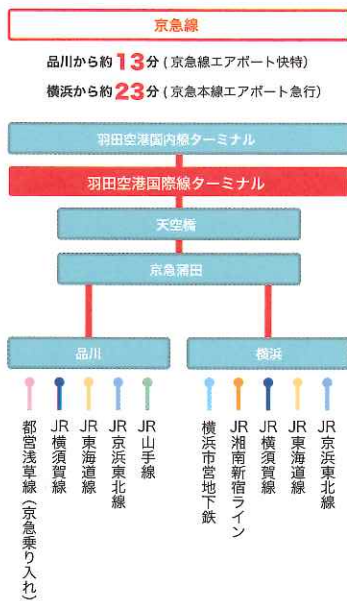 京急線
品川から約13分(京急線エアポート快特)
横浜から約23分(京急本線エアポート急行)
羽田空港国内線ターミナル
羽田空港国際線ターミナル
天空橋
京急蒲田
品川
横浜
都営浅草線(京急乗り入れ)
JR横須賀線
JR東海道線
JR京浜東北線
JR山手線
横浜市営地下鉄
JR湘南新宿ライン
JR横須賀線
JR東海道線
JR京浜東北線